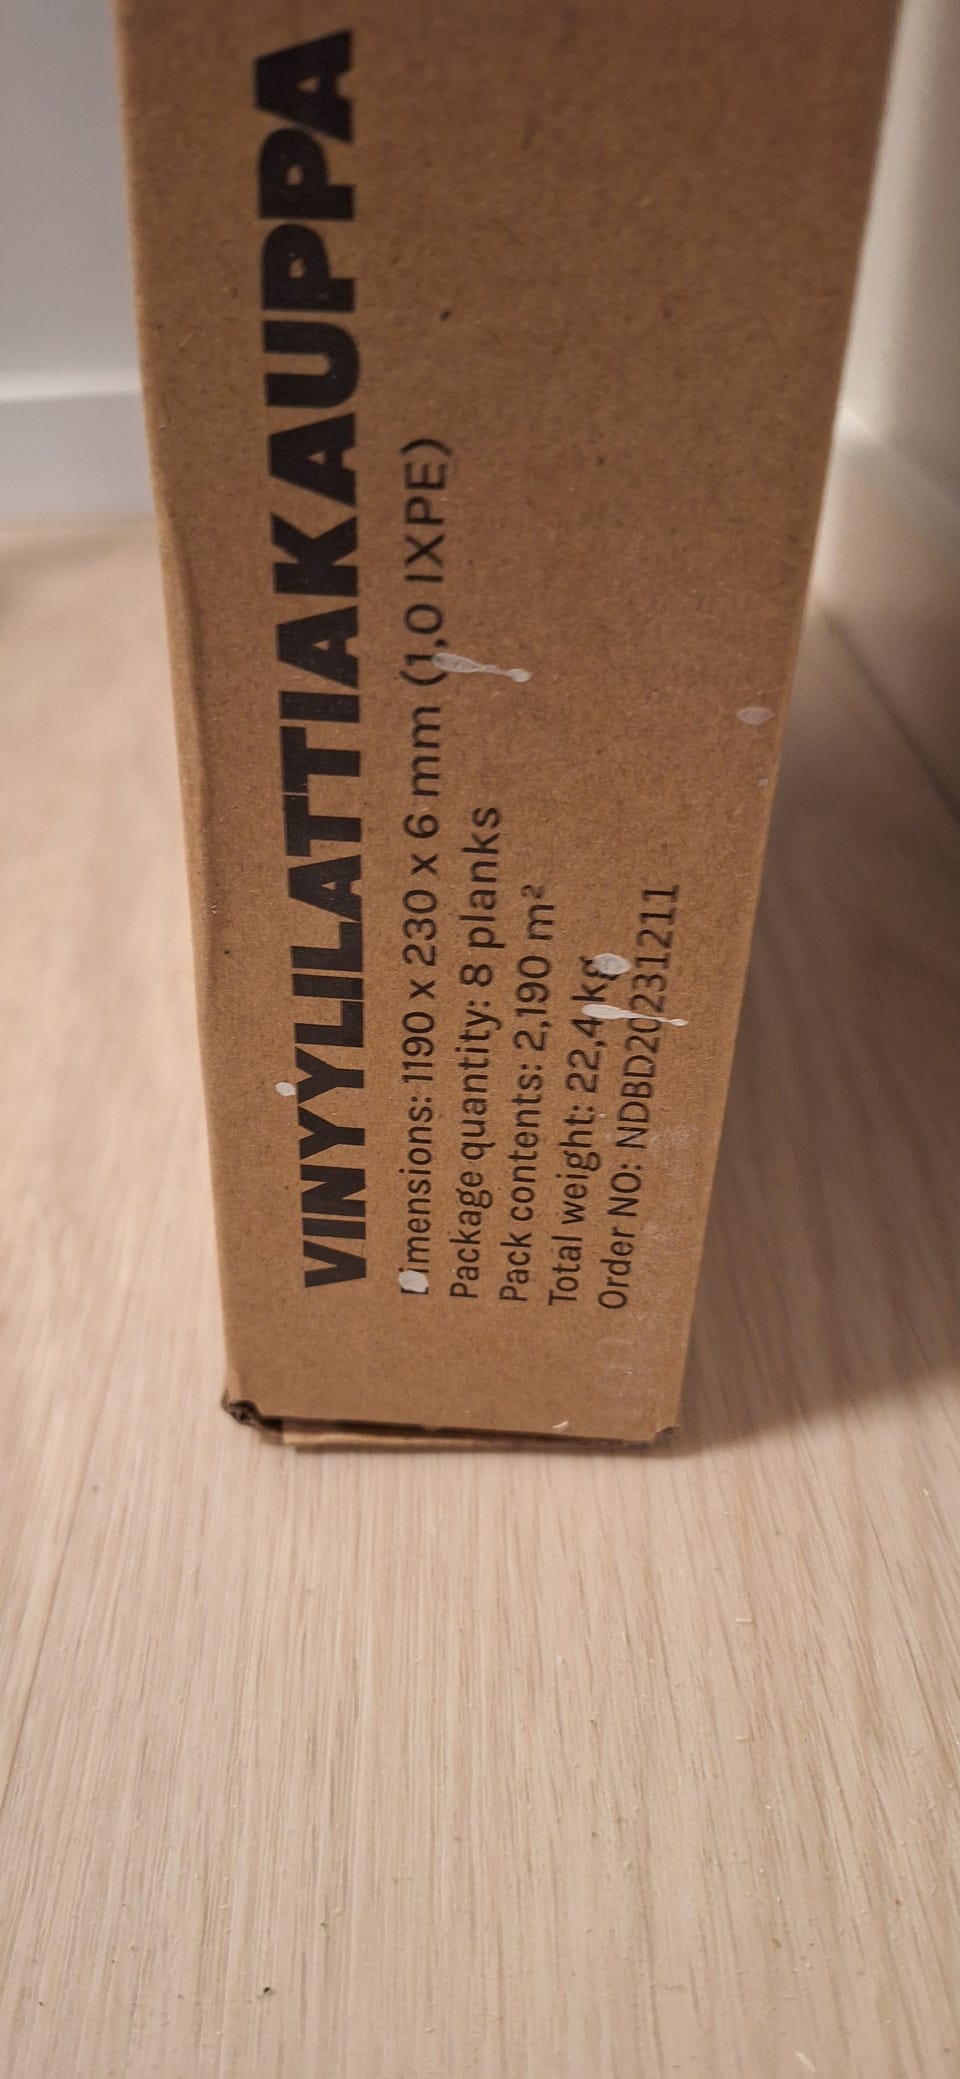 VINYYLILATTIAKAUPPA
Dimensions: 1190 x 230 x 6 mm (1,0 IXPE)
Package quantity: 8 planks
Pack contents: 2,190 m²
Total weight: 22,4 kg
Order NO: NDBD20231211